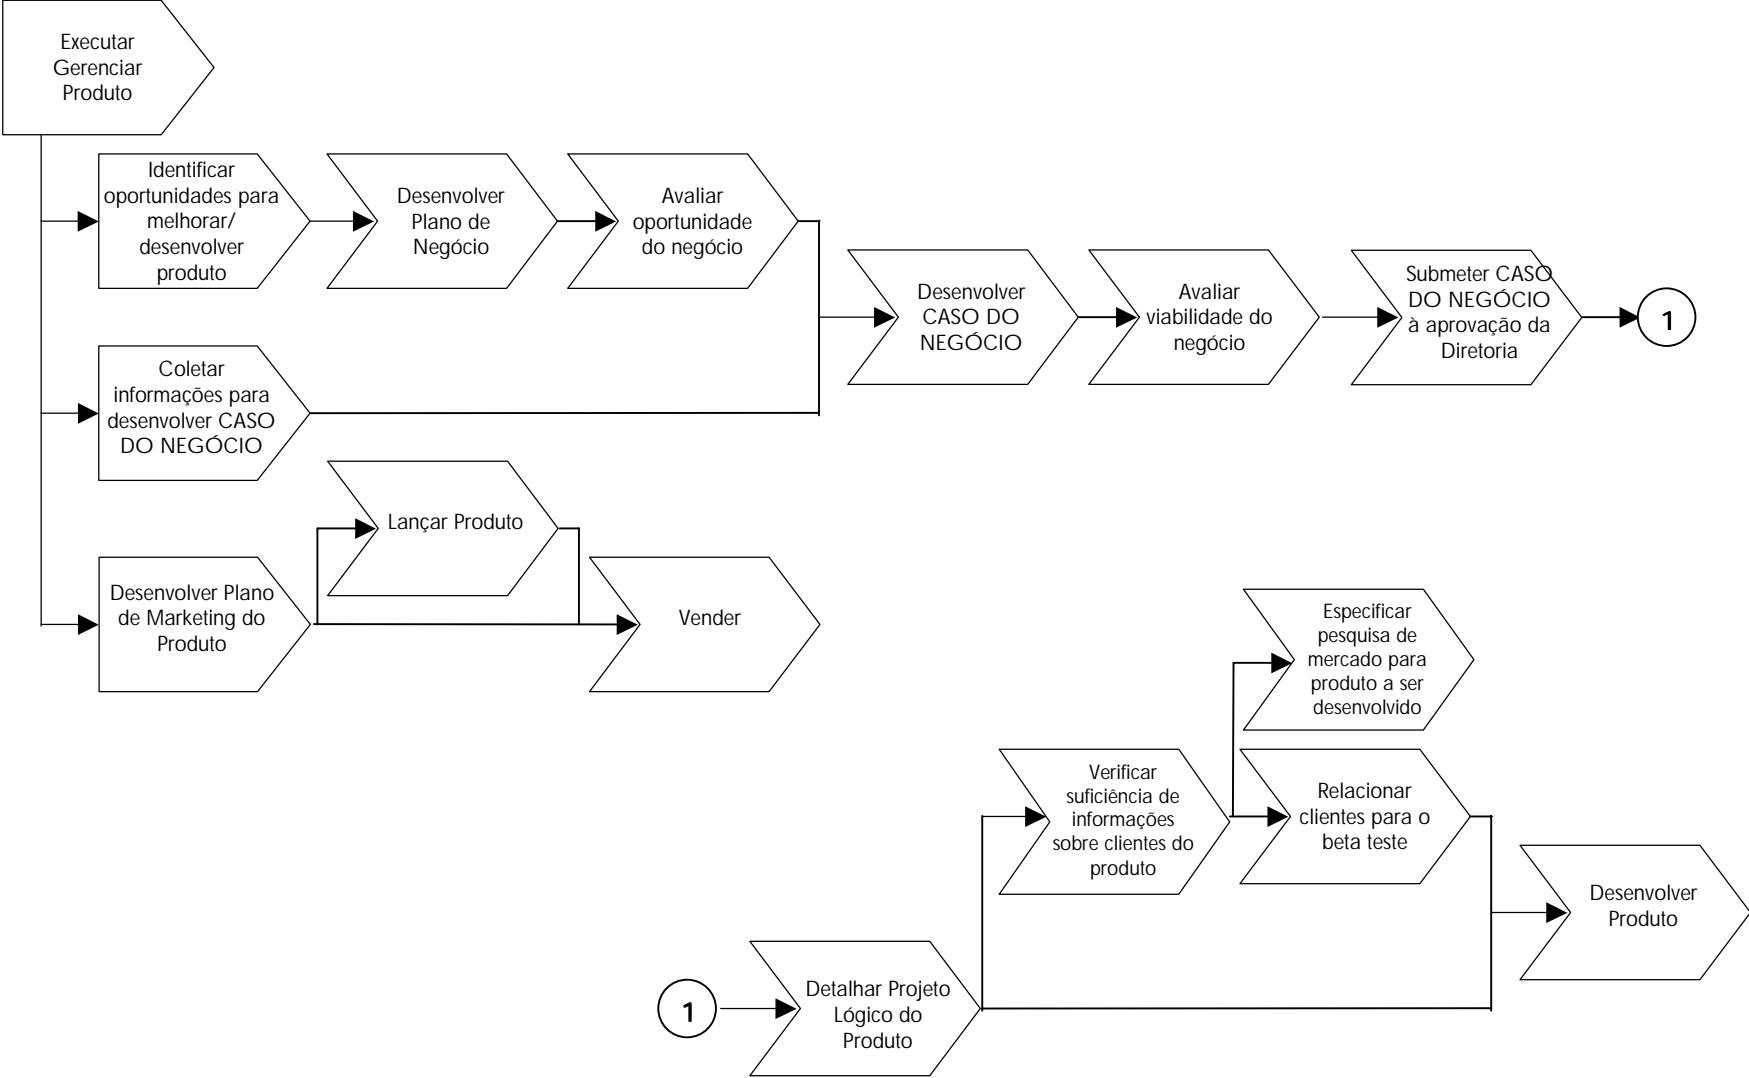 Executar
Gerenciar
Produto
Identificar
oportunidades para
melhorar/
desenvolver
produto
Desenvolver
Plano de
Negócio
Avaliar
oportunidade
do negócio
Desenvolver
CASO DO
NEGÓCIO
Avaliar
viabilidade do
negócio
Submeter CASO
DO NEGÓCIO
à aprovação da
Diretoria
1
Coletar
informações para
desenvolver CASO
DO NEGÓCIO
Lançar Produto
Desenvolver Plano
de Marketing do
Produto
Vender
Especificar
pesquisa de
mercado para
produto a ser
desenvolvido
Verificar
suficiência de
informações
sobre clientes do
produto
Relacionar
clientes para o
beta teste
Desenvolver
Produto
1
Detalhar Projeto
Lógico do
Produto